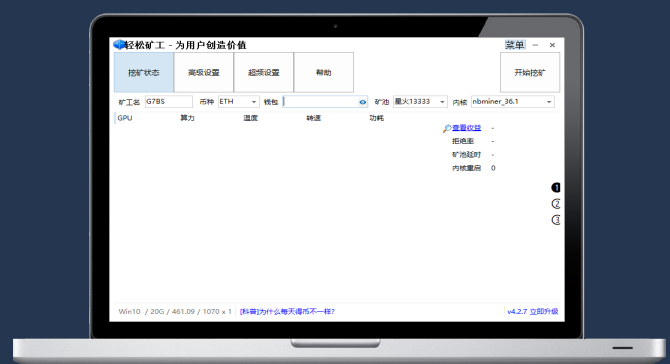 轻松矿工 - 为用户创造价值 菜单
挖矿状态 高级设置 超频设置 帮助 开始挖矿
矿工名 G7BS 币种 ETH 钱包 矿池 星火13333 内核 nbminer_36.1
GPU 算力 温度 转速 功耗
查看收益 -
拒绝率 -
矿池延时 -
内核重启 0
1
2
3
Win10 / 20G / 461.09 / 1070 x 1 [科普]为什么每天得币不一样? v4.2.7 立即升级